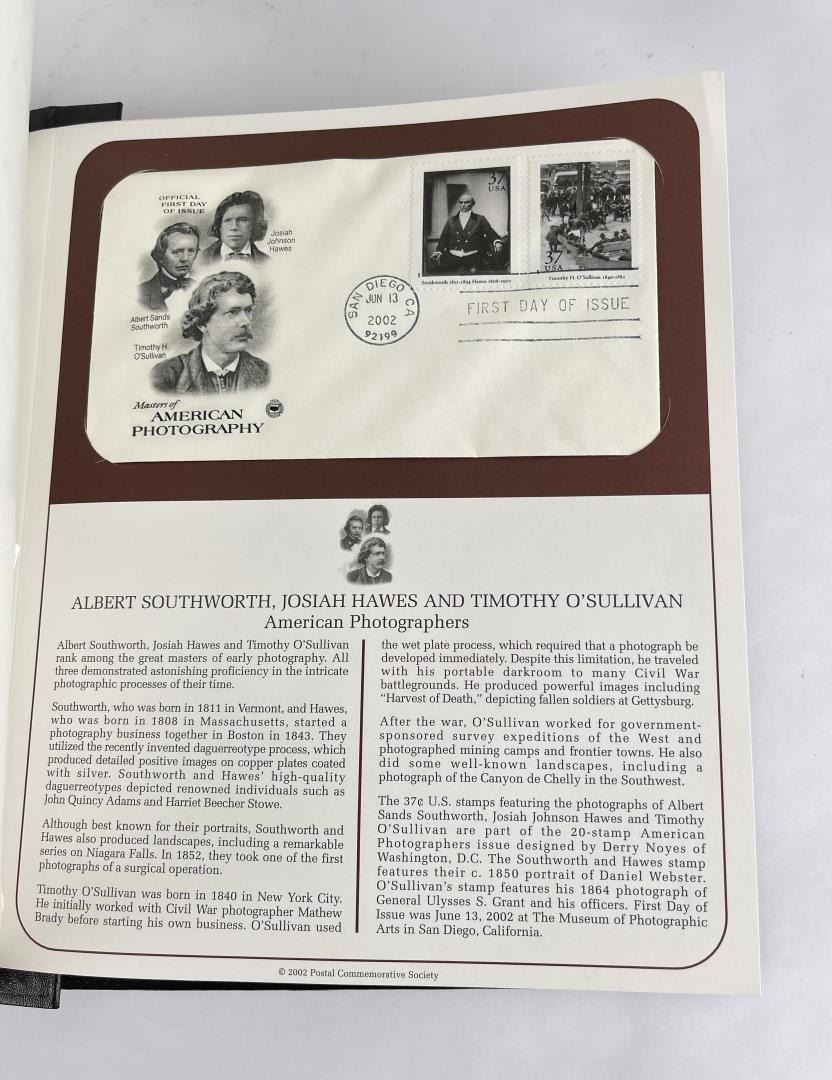 OFFICIAL
FIRST DAY
OF ISSUE
Josiah
Johnson
Hawes
Albert Sands
Southworth
Timothy H.
O'Sullivan
Masters of
AMERICAN
PHOTOGRAPHY
37
USA
Southworth 1811-1894 Hawes 1808-1901
37
USA
Timothy H. O'Sullivan 1840-1882
SAN DIEGO CA
JUN 13
2002
92199
FIRST DAY OF ISSUE
ALBERT SOUTHWORTH, JOSIAH HAWES AND TIMOTHY O'SULLIVAN
American Photographers
Albert Southworth, Josiah Hawes and Timothy O'Sullivan
rank among the great masters of early photography. All
three demonstrated astonishing proficiency in the intricate
photographic processes of their time.
Southworth, who was born in 1811 in Vermont, and Hawes,
who was born in 1808 in Massachusetts, started a
photography business together in Boston in 1843. They
utilized the recently invented daguerreotype process, which
produced detailed positive images on copper plates coated
with silver. Southworth and Hawes' high-quality
daguerreotypes depicted renowned individuals such as
John Quincy Adams and Harriet Beecher Stowe.
Although best known for their portraits, Southworth and
Hawes also produced landscapes, including a remarkable
series on Niagara Falls. In 1852, they took one of the first
photographs of a surgical operation.
Timothy O'Sullivan was born in 1840 in New York City.
He initially worked with Civil War photographer Mathew
Brady before starting his own business. O'Sullivan used
the wet plate process, which required that a photograph be
developed immediately. Despite this limitation, he traveled
with his portable darkroom to many Civil War
battlegrounds. He produced powerful images including
"Harvest of Death," depicting fallen soldiers at Gettysburg.
After the war, O'Sullivan worked for government-
sponsored survey expeditions of the West and
photographed mining camps and frontier towns. He also
did some well-known landscapes, including a
photograph of the Canyon de Chelly in the Southwest.
The 37¢ U.S. stamps featuring the photographs of Albert
Sands Southworth, Josiah Johnson Hawes and Timothy
O'Sullivan are part of the 20-stamp American
Photographers issue designed by Derry Noyes of
Washington, D.C. The Southworth and Hawes stamp
features their c. 1850 portrait of Daniel Webster.
O'Sullivan's stamp features his 1864 photograph of
General Ulysses S. Grant and his officers. First Day of
Issue was June 13, 2002 at The Museum of Photographic
Arts in San Diego, California.
© 2002 Postal Commemorative Society